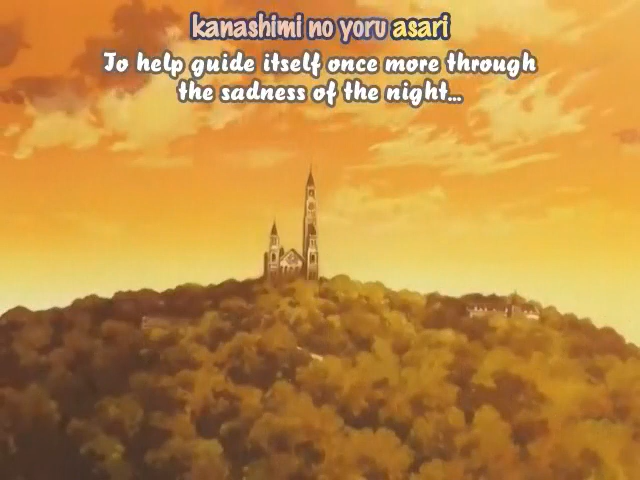 kanashimi no yoru asari
To help guide itself once more through
the sadness of the night...